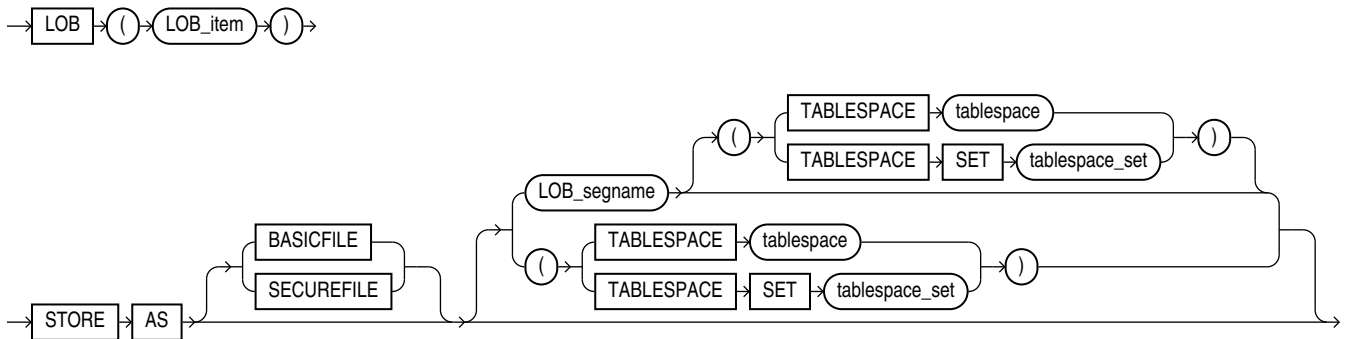 LOB ( LOB_item )
TABLESPACE tablespace
( TABLESPACE SET tablespace_set )
LOB_segname
BASICFILE TABLESPACE tablespace
( )
SECUREFILE TABLESPACE SET tablespace_set
STORE AS